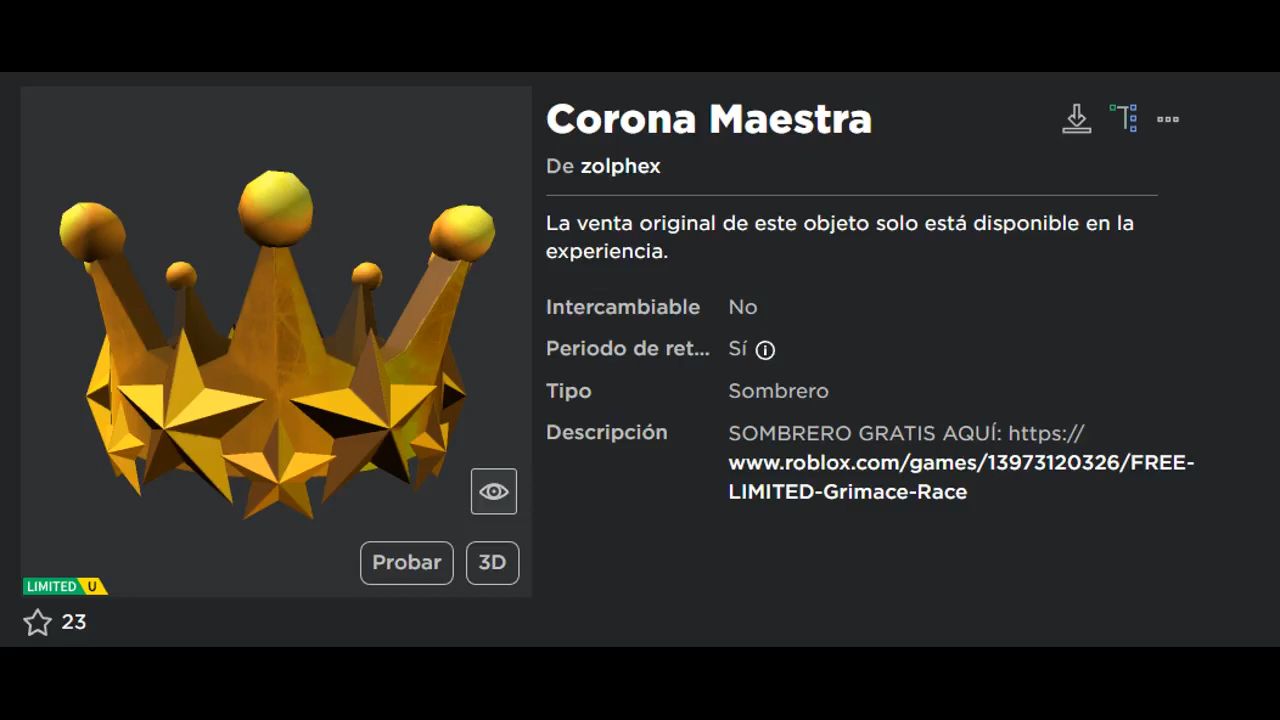 Corona Maestra
De zolphex
La venta original de este objeto solo está disponible en la
experiencia.
Intercambiable No
Periodo de ret... Sí
Tipo Sombrero
Descripción SOMBRERO GRATIS AQUÍ: https://
www.roblox.com/games/13973120326/FREE-
LIMITED-Grimace-Race
Probar 3D
LIMITED U
23